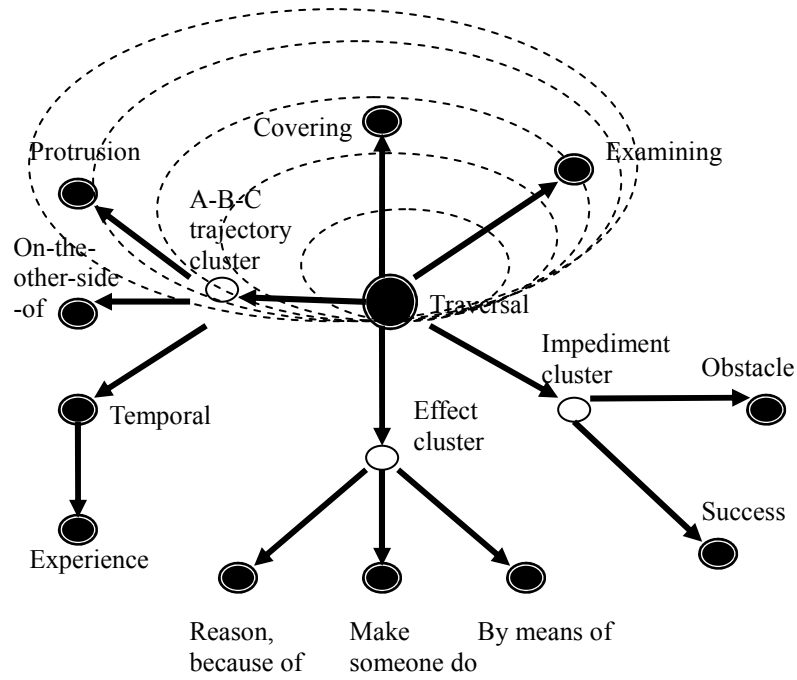 Covering
Protrusion
Examining
A-B-C
trajectory
cluster
On-the-
other-side
-of
Traversal
Impediment
cluster
Obstacle
Temporal
Effect
cluster
Success
Experience
Reason,
because of
Make
someone do
By means of